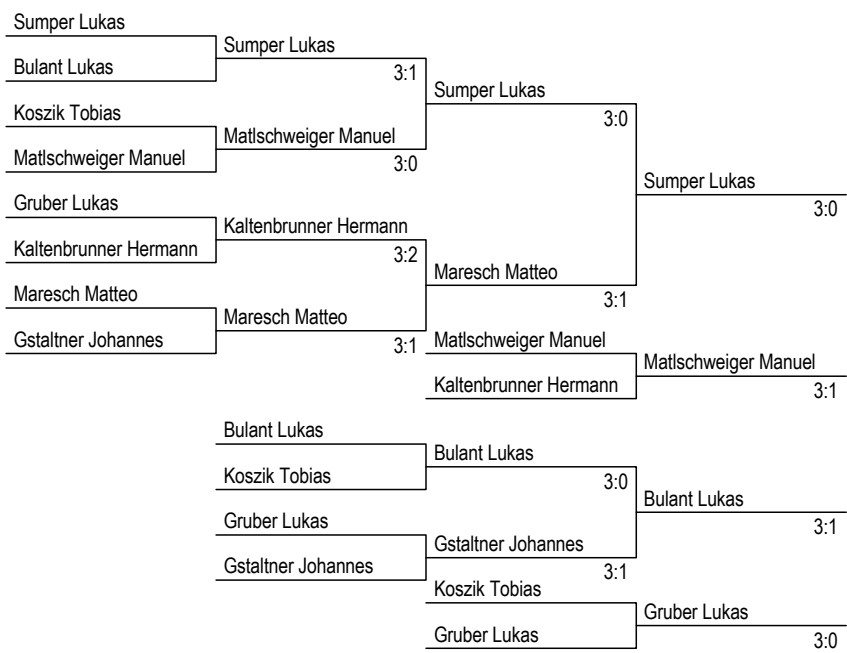 Sumper Lukas
Sumper Lukas
Bulant Lukas
3:1
Sumper Lukas
Koszik Tobias
3:0
Matlschweiger Manuel
Matlschweiger Manuel
3:0
Sumper Lukas
Gruber Lukas
3:0
Kaltenbrunner Hermann
Kaltenbrunner Hermann
3:2
Maresch Matteo
Maresch Matteo
3:1
Maresch Matteo
Gstaltner Johannes
3:1
Matlschweiger Manuel
Matlschweiger Manuel
Kaltenbrunner Hermann
3:1
Bulant Lukas
Bulant Lukas
Koszik Tobias
3:0
Bulant Lukas
Gruber Lukas
3:1
Gstaltner Johannes
Gstaltner Johannes
3:1
Koszik Tobias
Gruber Lukas
Gruber Lukas
3:0